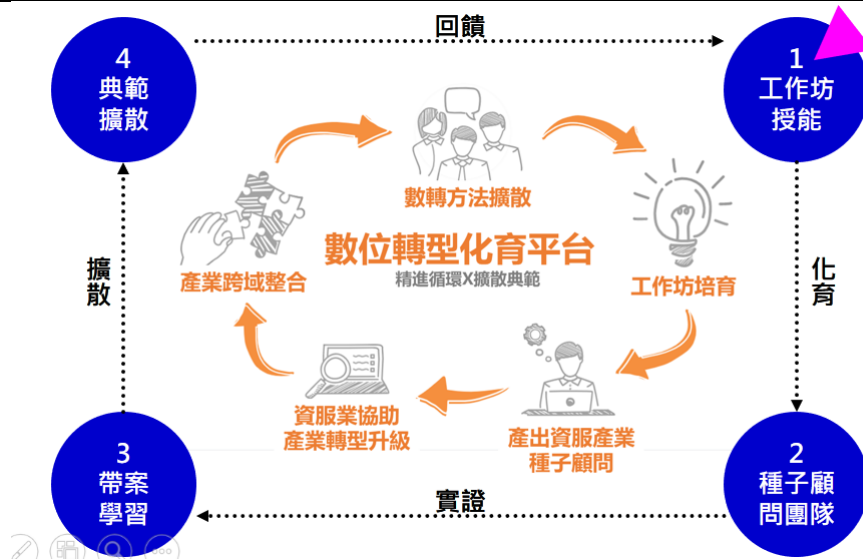 回饋
4
典範
擴散
1
工作坊
授能
數轉方法擴散
數位轉型化育平台
精進循環X擴散典範
產業跨域整合
工作坊培育
擴散
化育
資服業協助
產業轉型升級
產出資服產業
種子顧問
3
帶案
學習
實證
2
種子顧
問團隊